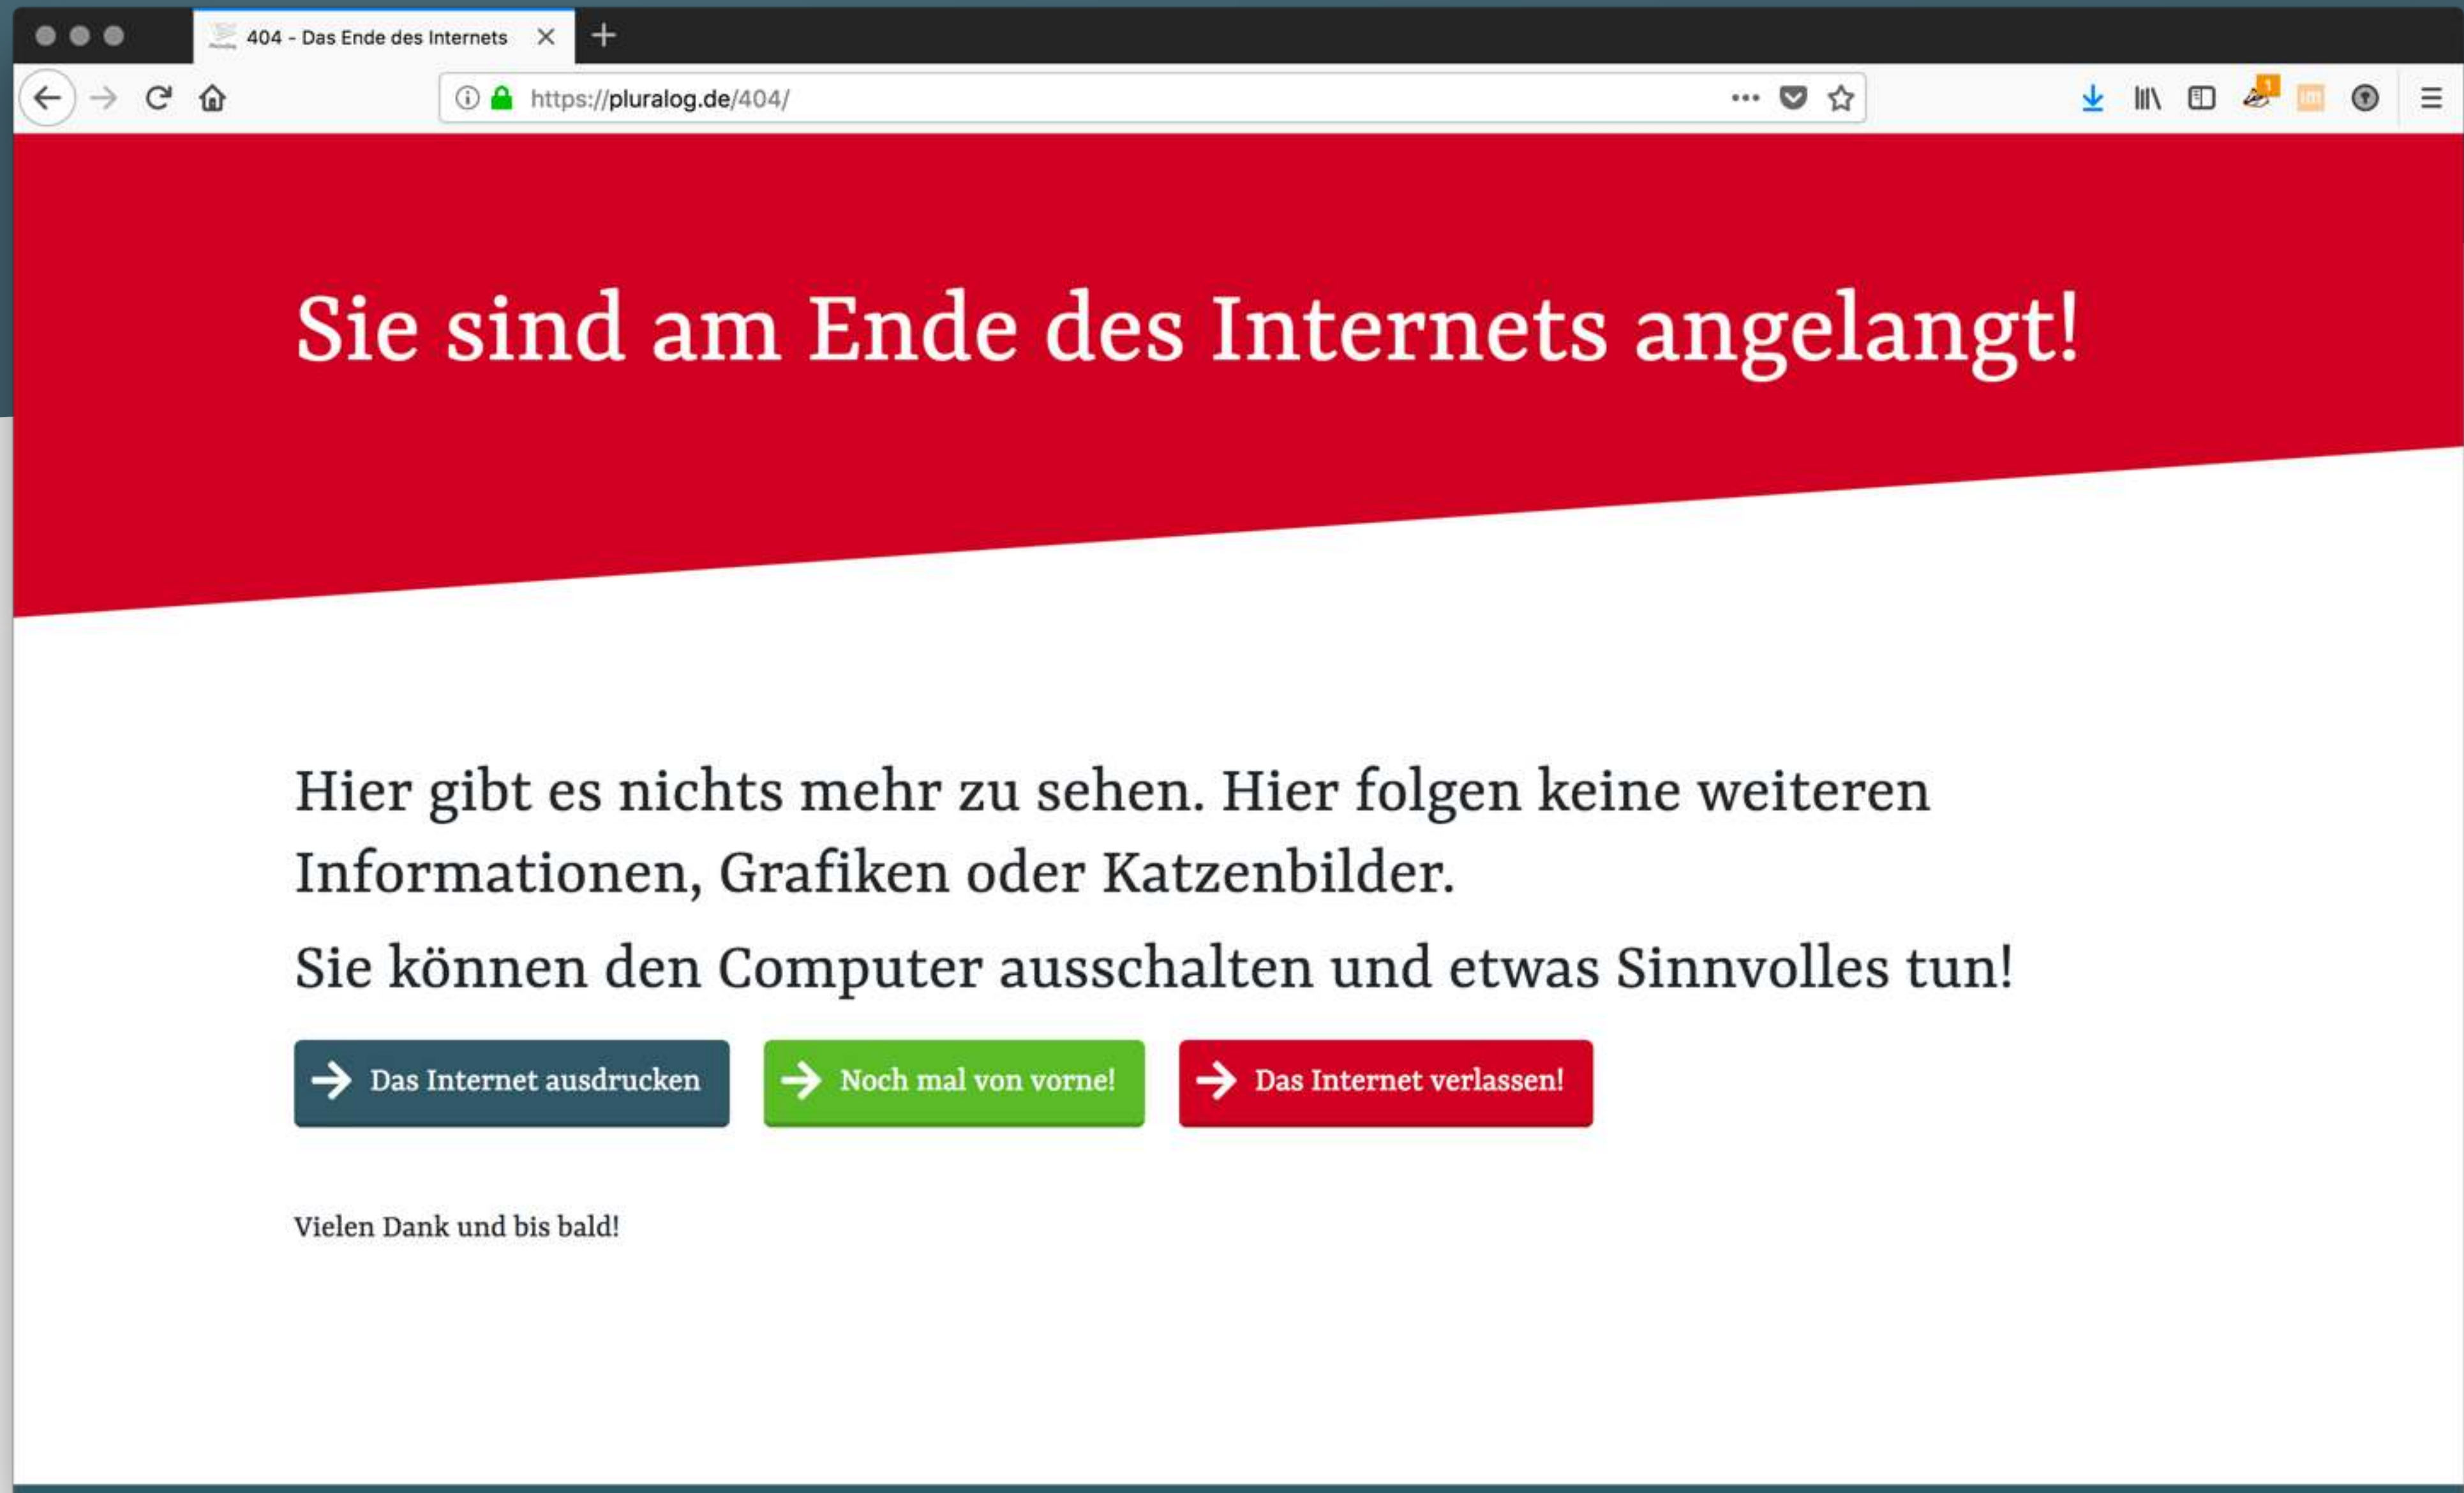 404 - Das Ende des Internets
https://pluralog.de/404/
1
im
Sie sind am Ende des Internets angelangt!
Hier gibt es nichts mehr zu sehen. Hier folgen keine weiteren
Informationen, Grafiken oder Katzenbilder.
Sie können den Computer ausschalten und etwas Sinnvolles tun!
Das Internet ausdrucken
Noch mal von vorne!
Das Internet verlassen!
Vielen Dank und bis bald!